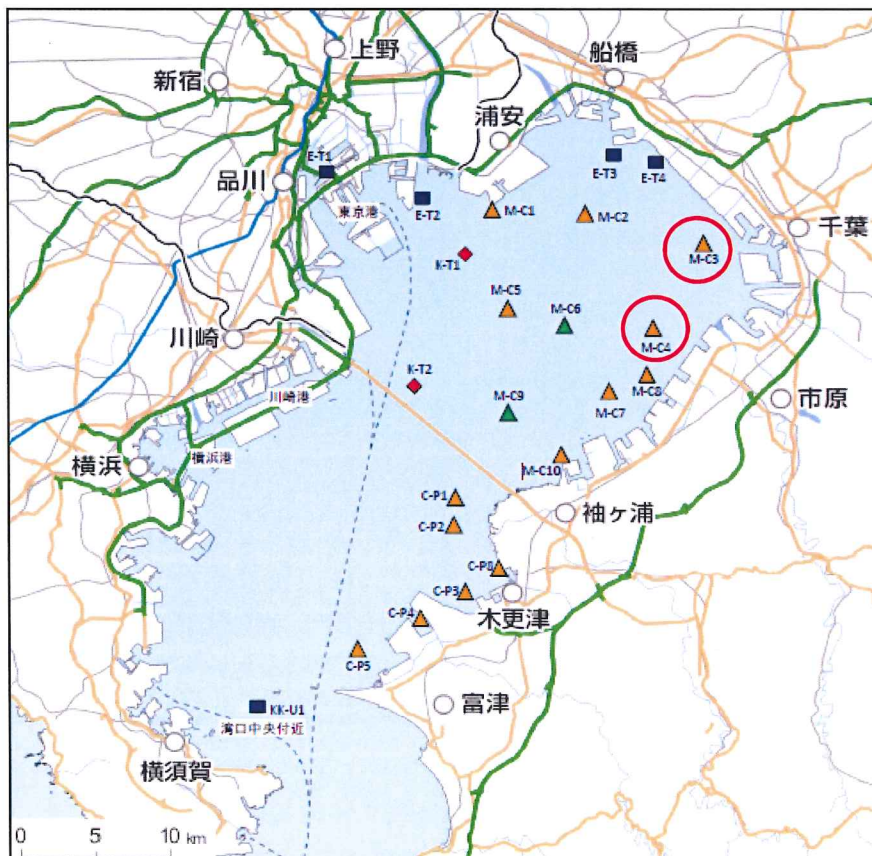 上野
船橋
新宿
浦安
E-T1
E-T3
E-T4
品川
東京港
E-T2
M-C1
M-C2
千葉
K-T1
M-C3
M-C5
M-C6
川崎
M-C4
K-T2
M-C8
川崎港
M-C9
M-C7
市原
横浜港
横浜
M-C10
C-P1
袖ヶ浦
C-P2
C-P8
C-P3
木更津
C-P4
C-P5
富津
KK-U1
湾口中央付近
横須賀
0 5 10 km